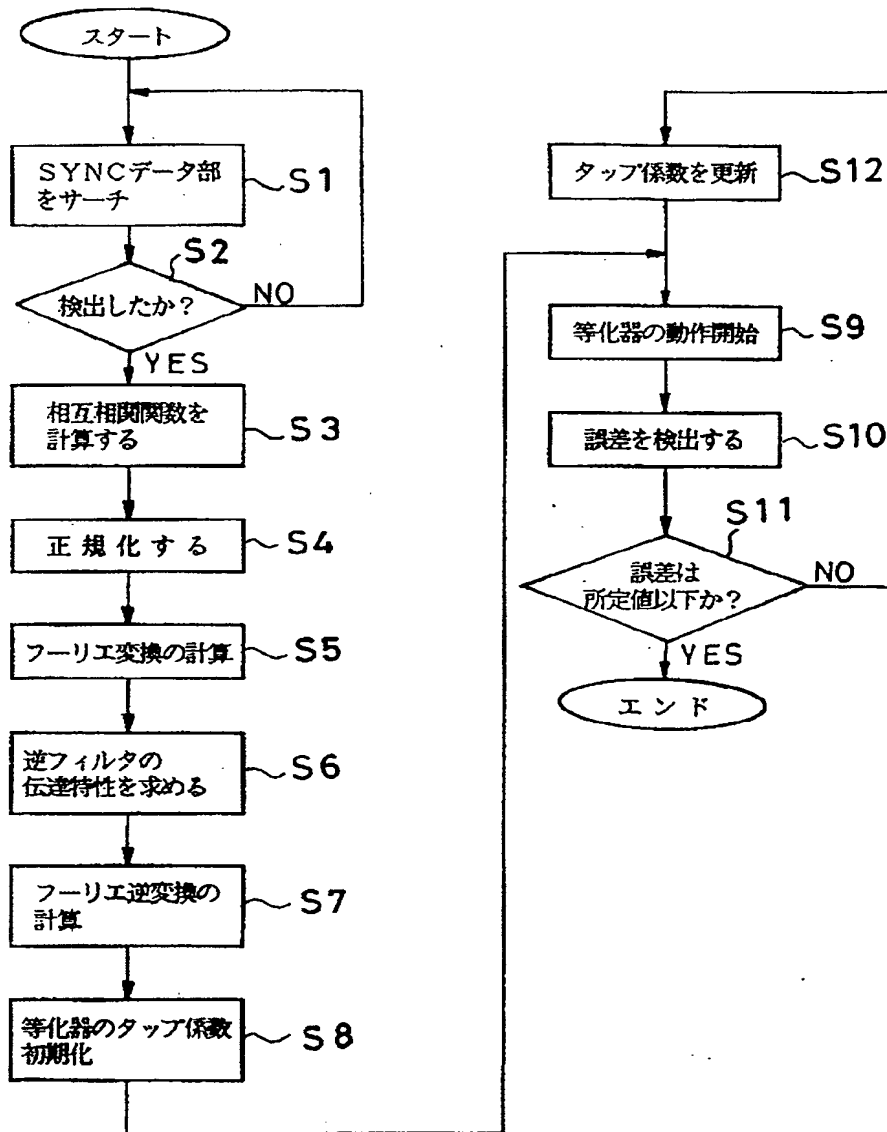 スタート
SYNCデータ部
をサーチ
S1
S2
検出したか?
NO
YES
相互相関関数を
計算する
S3
正規化する
S4
フーリエ変換の計算
S5
逆フィルタの
伝達特性を求める
S6
フーリエ逆変換の
計算
S7
等化器のタップ係数
初期化
S8
タップ係数を更新
S12
等化器の動作開始
S9
誤差を検出する
S10
S11
誤差は
所定値以下か?
NO
YES
エンド